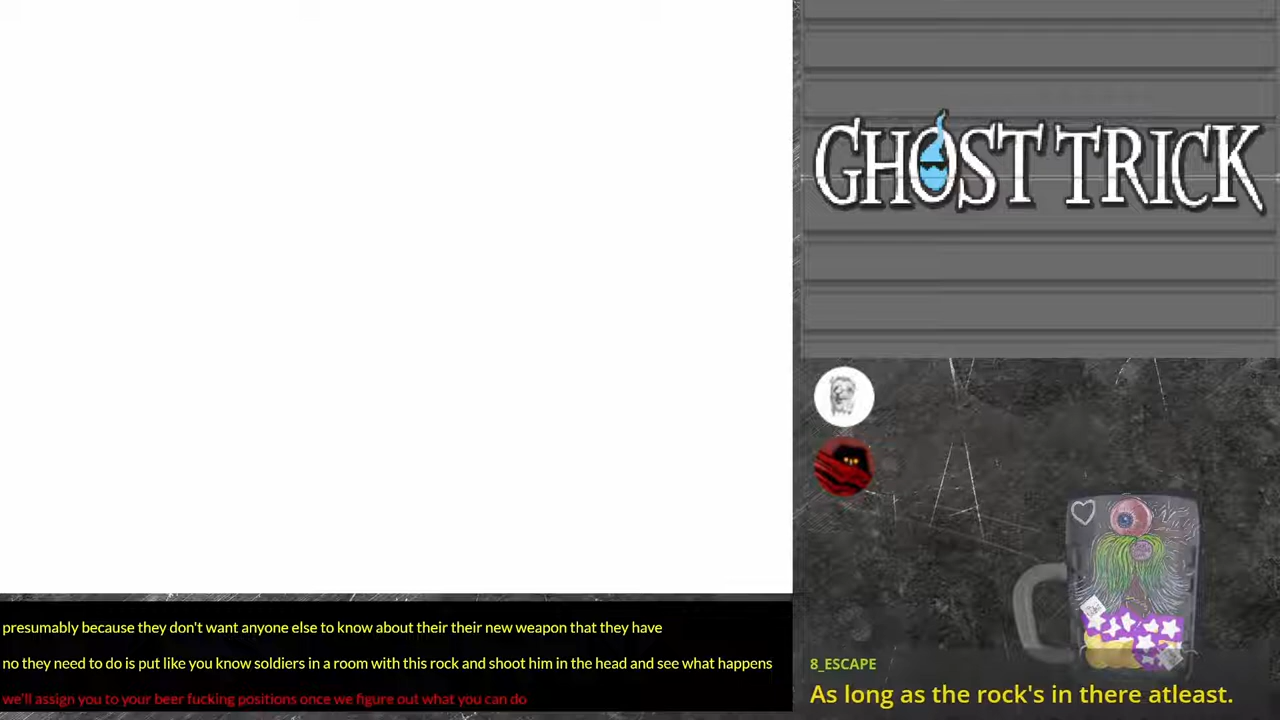 GHOST TRICK
presumably because they don't want anyone else to know about their their new weapon that they have
no they need to do is put like you know soldiers in a room with this rock and shoot him in the head and see what happens
we'll assign you to your beer fucking positions once we figure out what you can do
8_ESCAPE
As long as the rock's in there atleast.